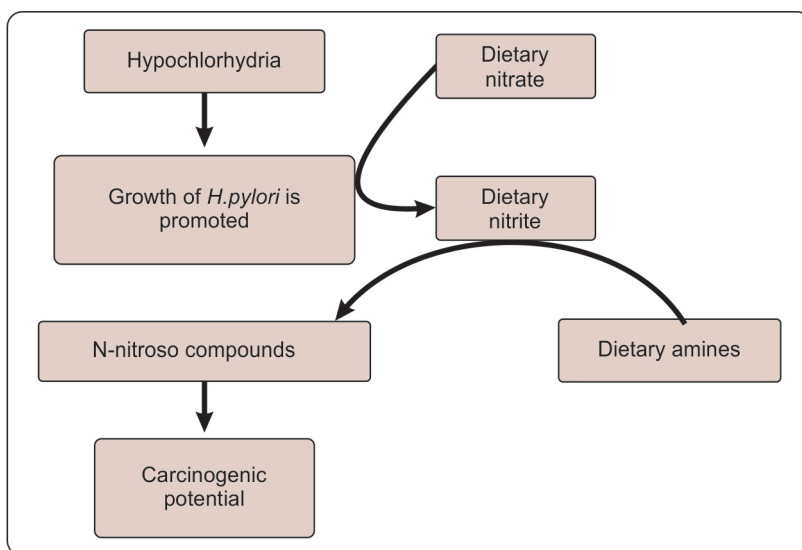 Hypochlorhydria
Dietary
nitrate
Growth of H.pylori is
promoted
Dietary
nitrite
N-nitroso compounds
Dietary amines
Carcinogenic
potential